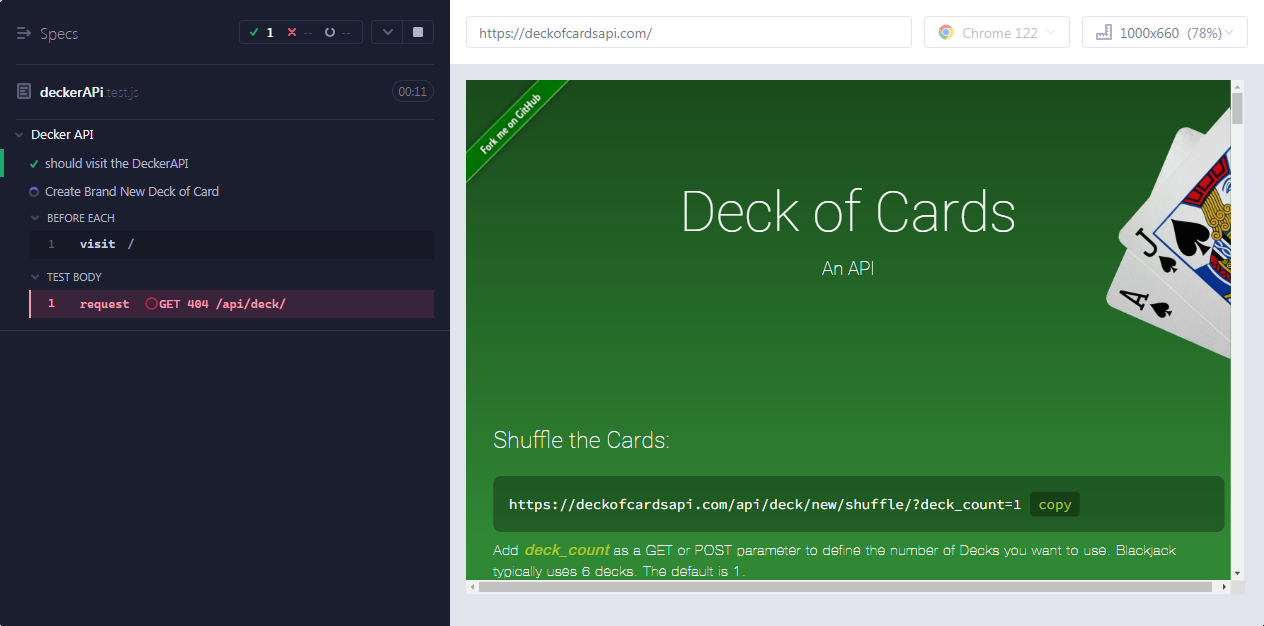 Specs
1 -- --
deckerAPi.test.js 00:11
Decker API
should visit the DeckerAPI
Create Brand New Deck of Card
BEFORE EACH
1 visit /
TEST BODY
1 request GET 404 /api/deck/
https://deckofcardsapi.com/
Chrome 122
1000x660 (78%)
Fork me on GitHub
Deck of Cards
An API
J
A
Shuffle the Cards:
https://deckofcardsapi.com/api/deck/new/shuffle/?deck_count=1 copy
Add deck_count as a GET or POST parameter to define the number of Decks you want to use. Blackjack
typically uses 6 decks. The default is 1.